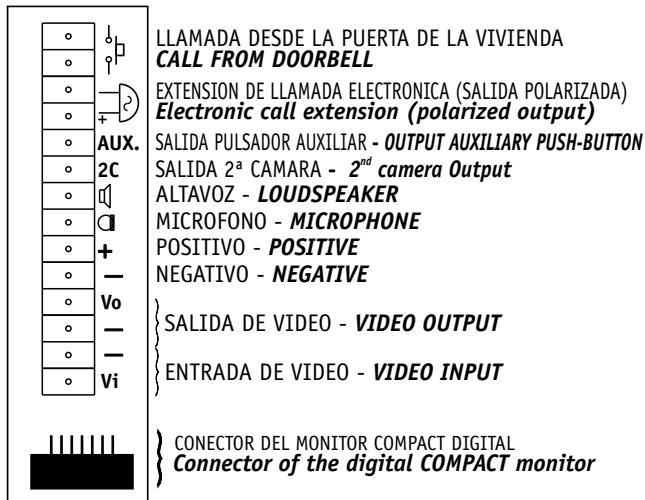 LLAMADA DESDE LA PUERTA DE LA VIVIENDA
CALL FROM DOORBELL
EXTENSION DE LLAMADA ELECTRONICA (SALIDA POLARIZADA)
+ Electronic call extension (polarized output)
AUX. SALIDA PULSADOR AUXILIAR - OUTPUT AUXILIARY PUSH-BUTTON
2C SALIDA 2ª CAMARA - 2nd camera Output
ALTAVOZ - LOUDSPEAKER
MICROFONO - MICROPHONE
+ POSITIVO - POSITIVE
— NEGATIVO - NEGATIVE
Vo
— SALIDA DE VIDEO - VIDEO OUTPUT
—
Vi ENTRADA DE VIDEO - VIDEO INPUT
CONECTOR DEL MONITOR COMPACT DIGITAL
Connector of the digital COMPACT monitor